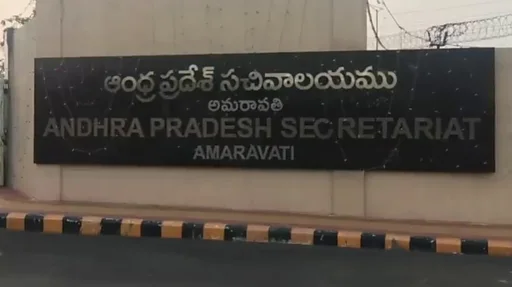 ఆంధ్ర ప్రదేశ్ సచివాలయము
అమరావతి
ANDHRA PRADESH SECRETARIAT
AMARAVATI